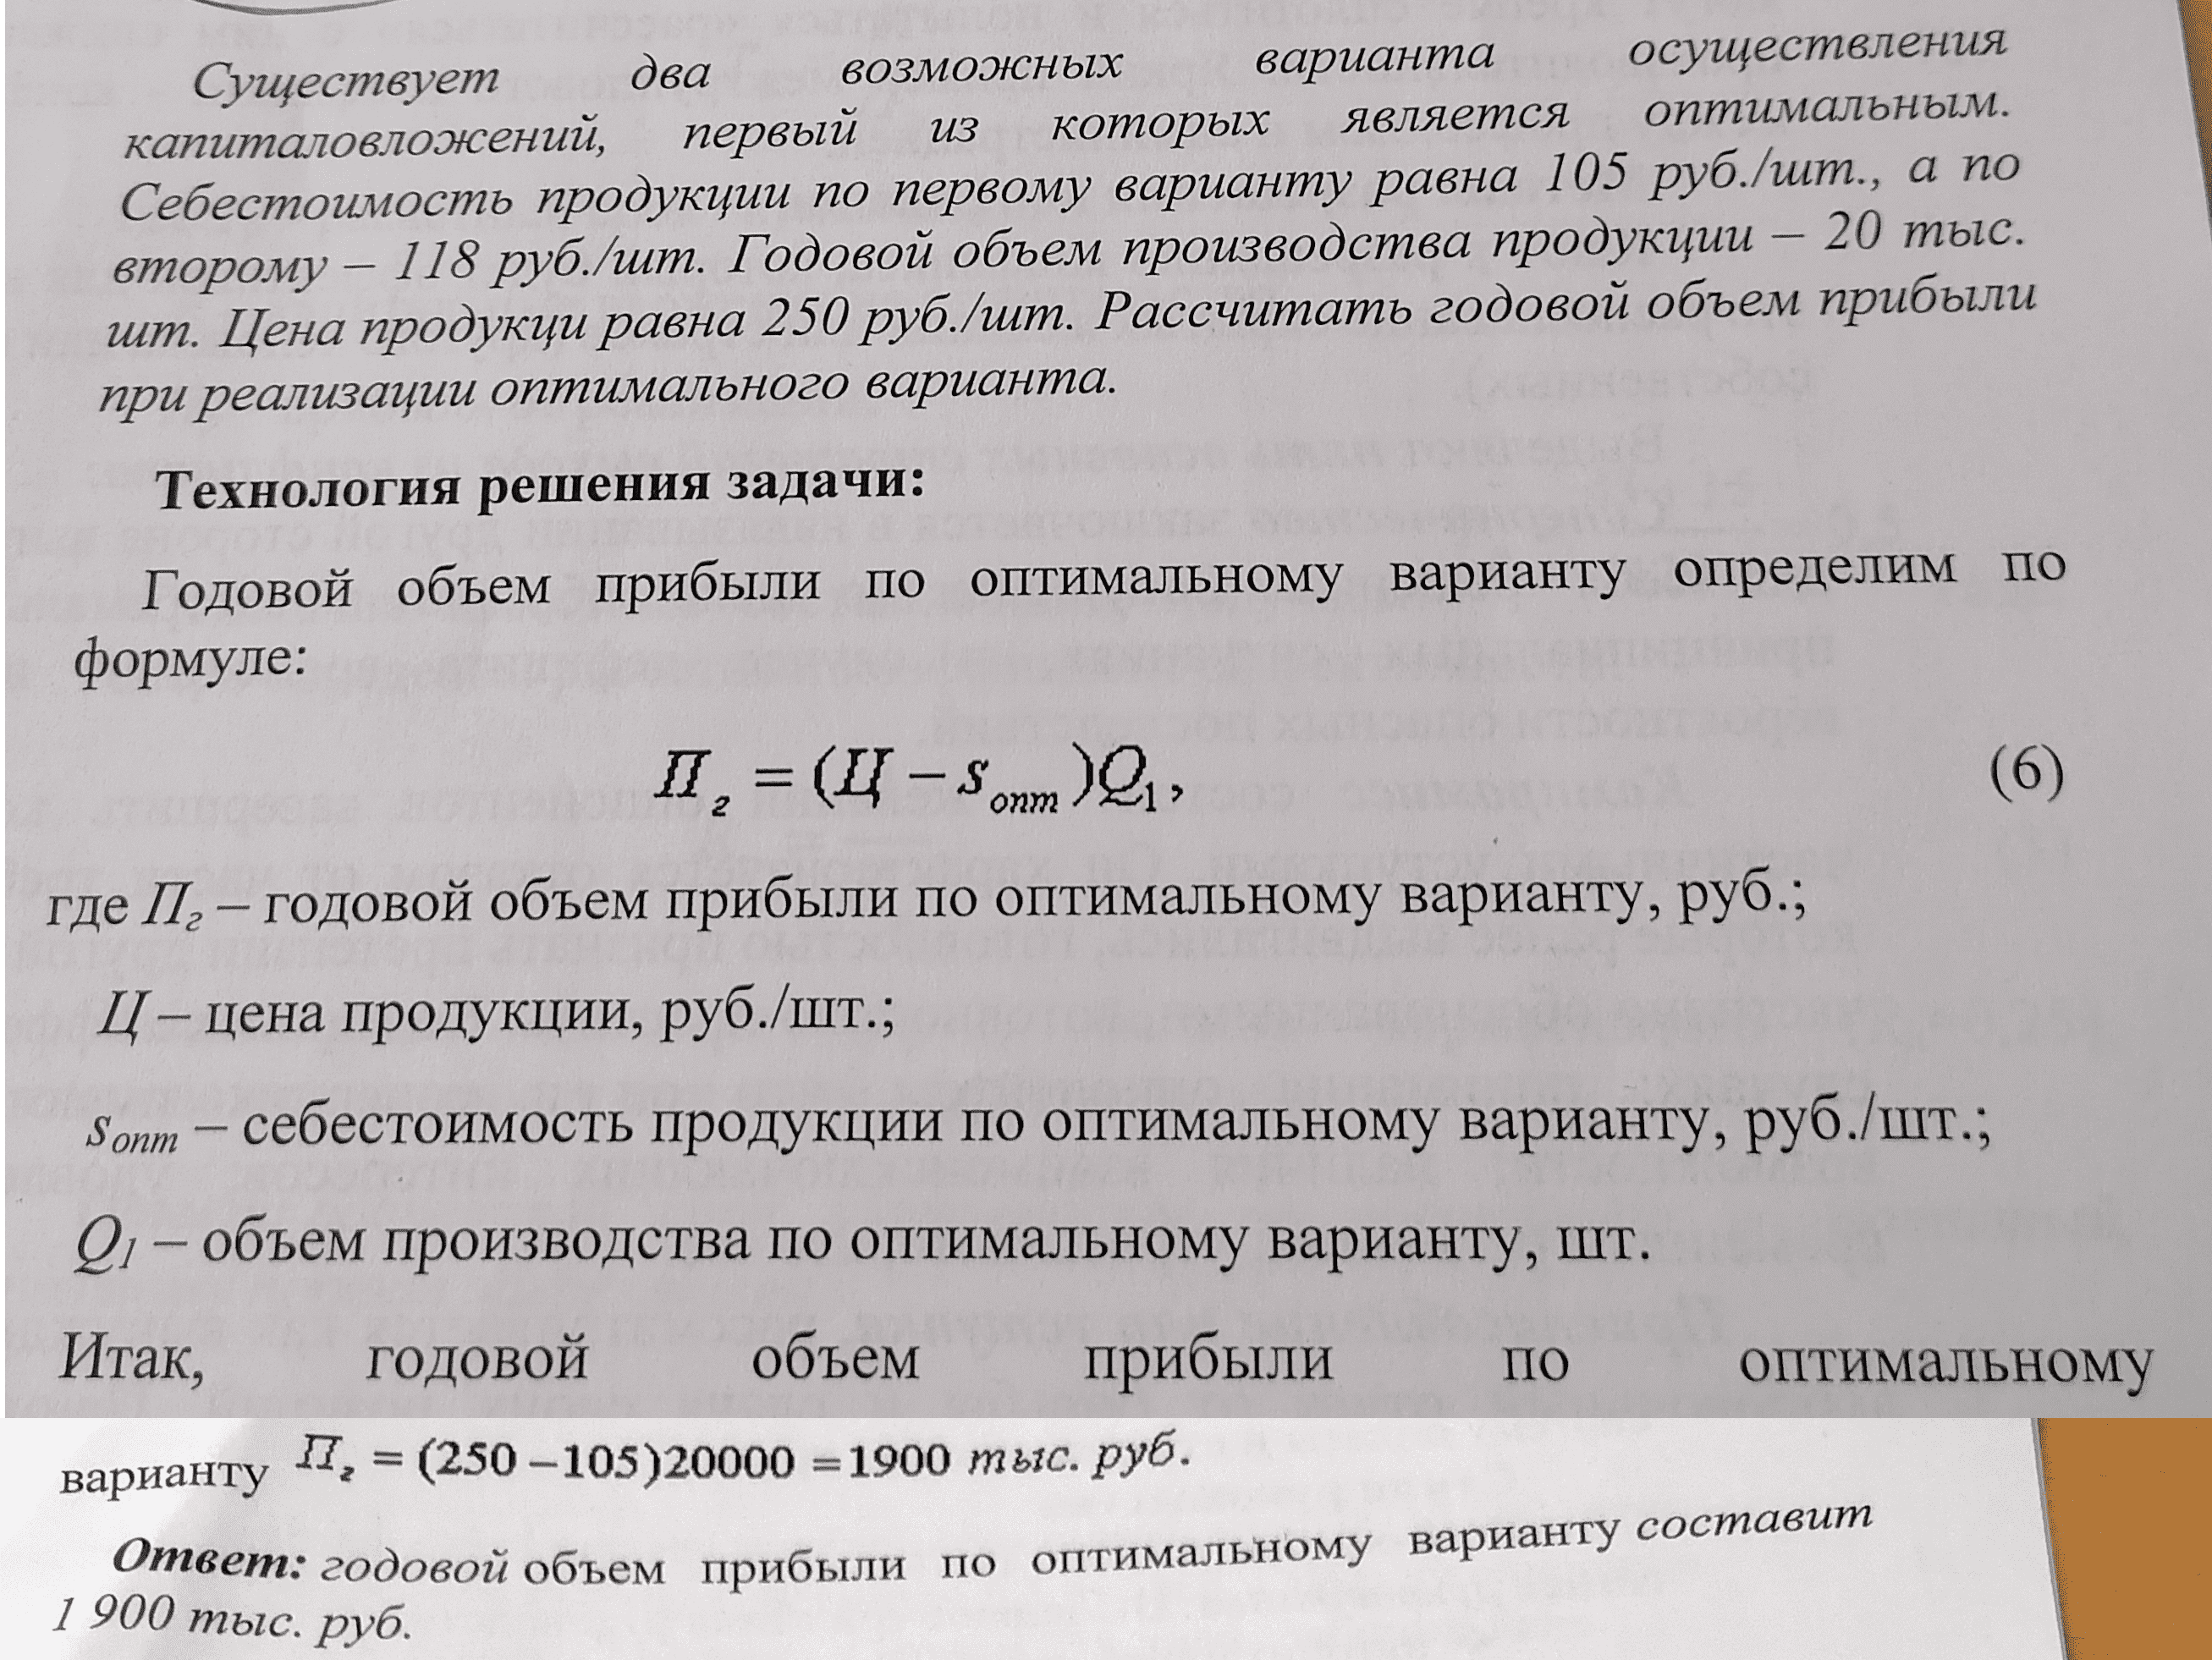 Существует два возможных варианта осуществления
капиталовложений, первый из которых является оптимальным.
Себестоимость продукции по первому варианту равна 105 руб./шт., а по
второму – 118 руб./шт. Годовой объем производства продукции – 20 тыс.
шт. Цена продукци равна 250 руб./шт. Рассчитать годовой объем прибыли
при реализации оптимального варианта.
Технология решения задачи:
Годовой объем прибыли по оптимальному варианту определим по
формуле:
П_г = (Ц – s_опт)Q_1, (6)
где П_г – годовой объем прибыли по оптимальному варианту, руб.;
Ц – цена продукции, руб./шт.;
s_опт – себестоимость продукции по оптимальному варианту, руб./шт.;
Q_1 – объем производства по оптимальному варианту, шт.
Итак, годовой объем прибыли по оптимальному
варианту П_г = (250 – 105)20000 = 1900 тыс. руб.
Ответ: годовой объем прибыли по оптимальному варианту составит
1 900 тыс. руб.